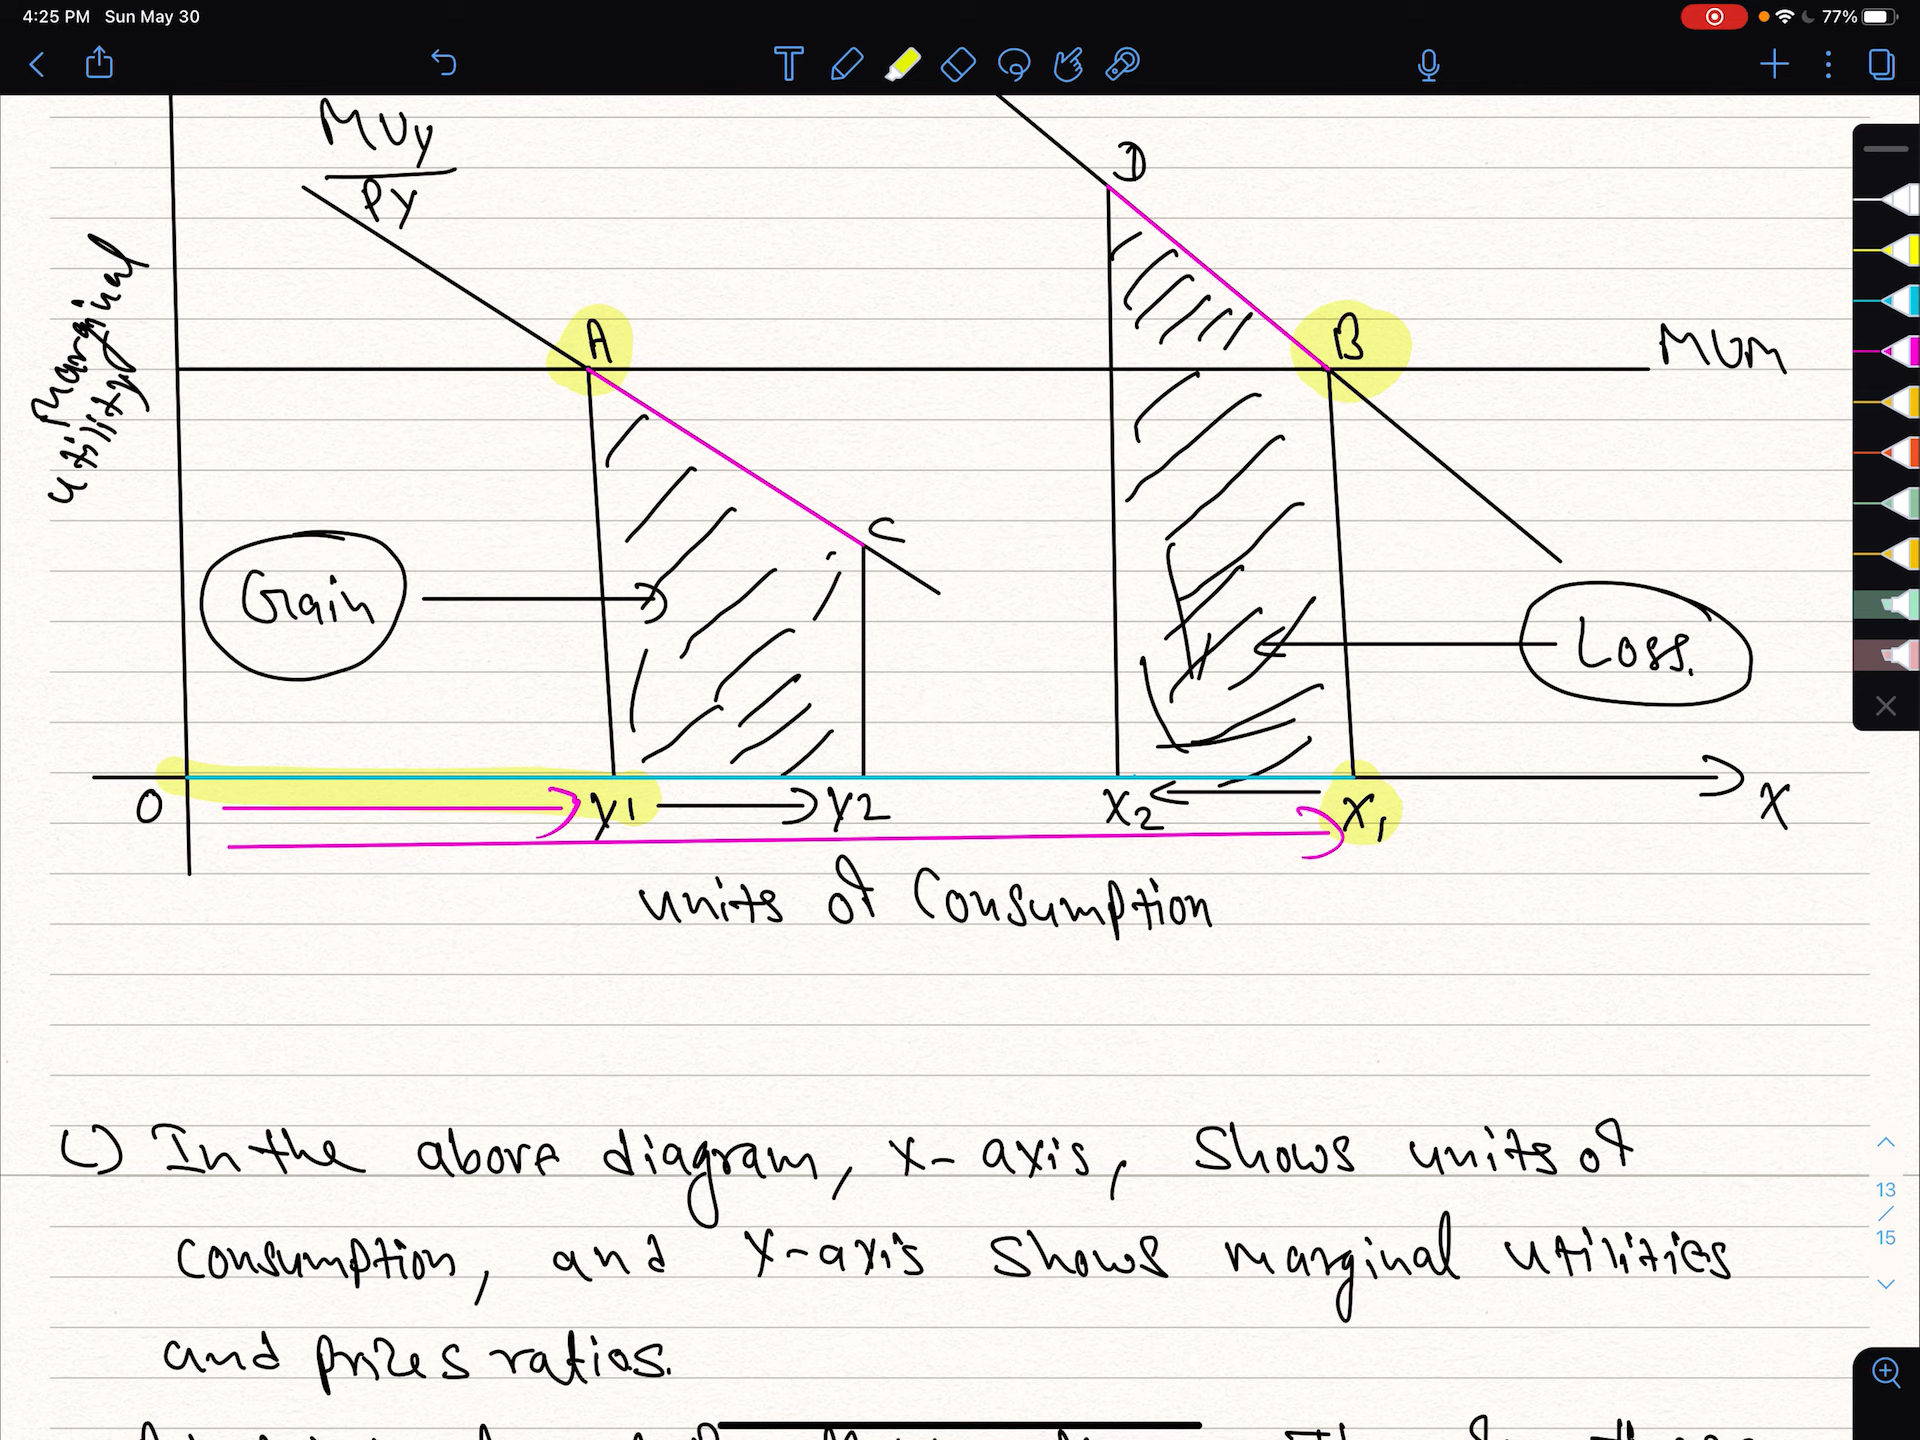 4:25 PM Sun May 30
77%
MUy
Py
D
Marginal
utility
A
B
MUM
C
Grain
Loss.
O
Y1
Y2
X2
X1
X
units of Consumption
In the above diagram, x-axis, Shows units of
Consumption, and X-axis Shows marginal utilities
and prizes ratios.
13
/
15